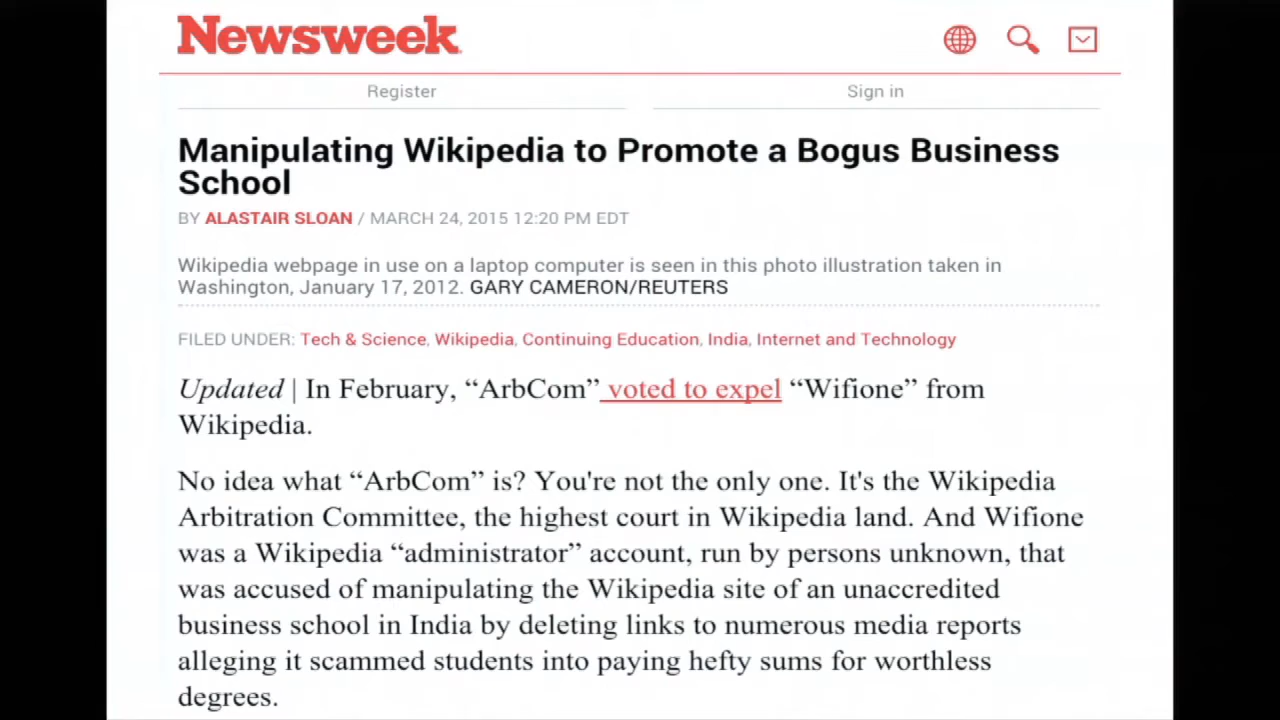 Newsweek
Register
Sign in
Manipulating Wikipedia to Promote a Bogus Business
School
BY ALASTAIR SLOAN / MARCH 24, 2015 12:20 PM EDT
Wikipedia webpage in use on a laptop computer is seen in this photo illustration taken in
Washington, January 17, 2012. GARY CAMERON/REUTERS
FILED UNDER: Tech & Science, Wikipedia, Continuing Education, India, Internet and Technology
Updated | In February, “ArbCom” voted to expel “Wifione” from
Wikipedia.
No idea what “ArbCom” is? You're not the only one. It's the Wikipedia
Arbitration Committee, the highest court in Wikipedia land. And Wifione
was a Wikipedia “administrator” account, run by persons unknown, that
was accused of manipulating the Wikipedia site of an unaccredited
business school in India by deleting links to numerous media reports
alleging it scammed students into paying hefty sums for worthless
degrees.